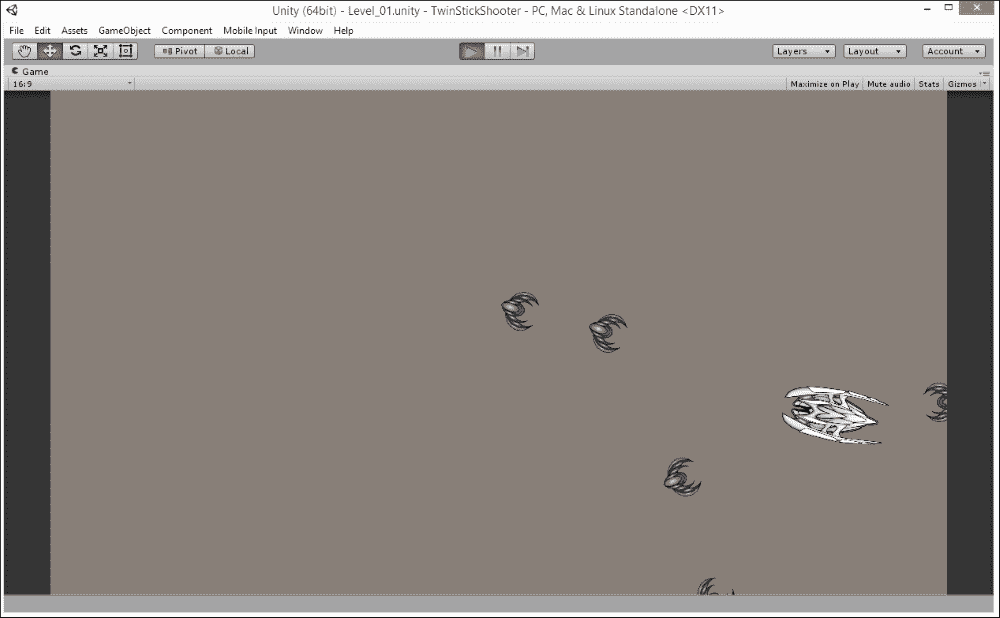 Unity (64bit) - Level_01.unity - TwinStickShooter - PC, Mac & Linux Standalone <DX11>
File Edit Assets GameObject Component Mobile Input Window Help
Pivot Local Layers Layout Account
Game
16:9 Maximize on Play Mute audio Stats Gizmos